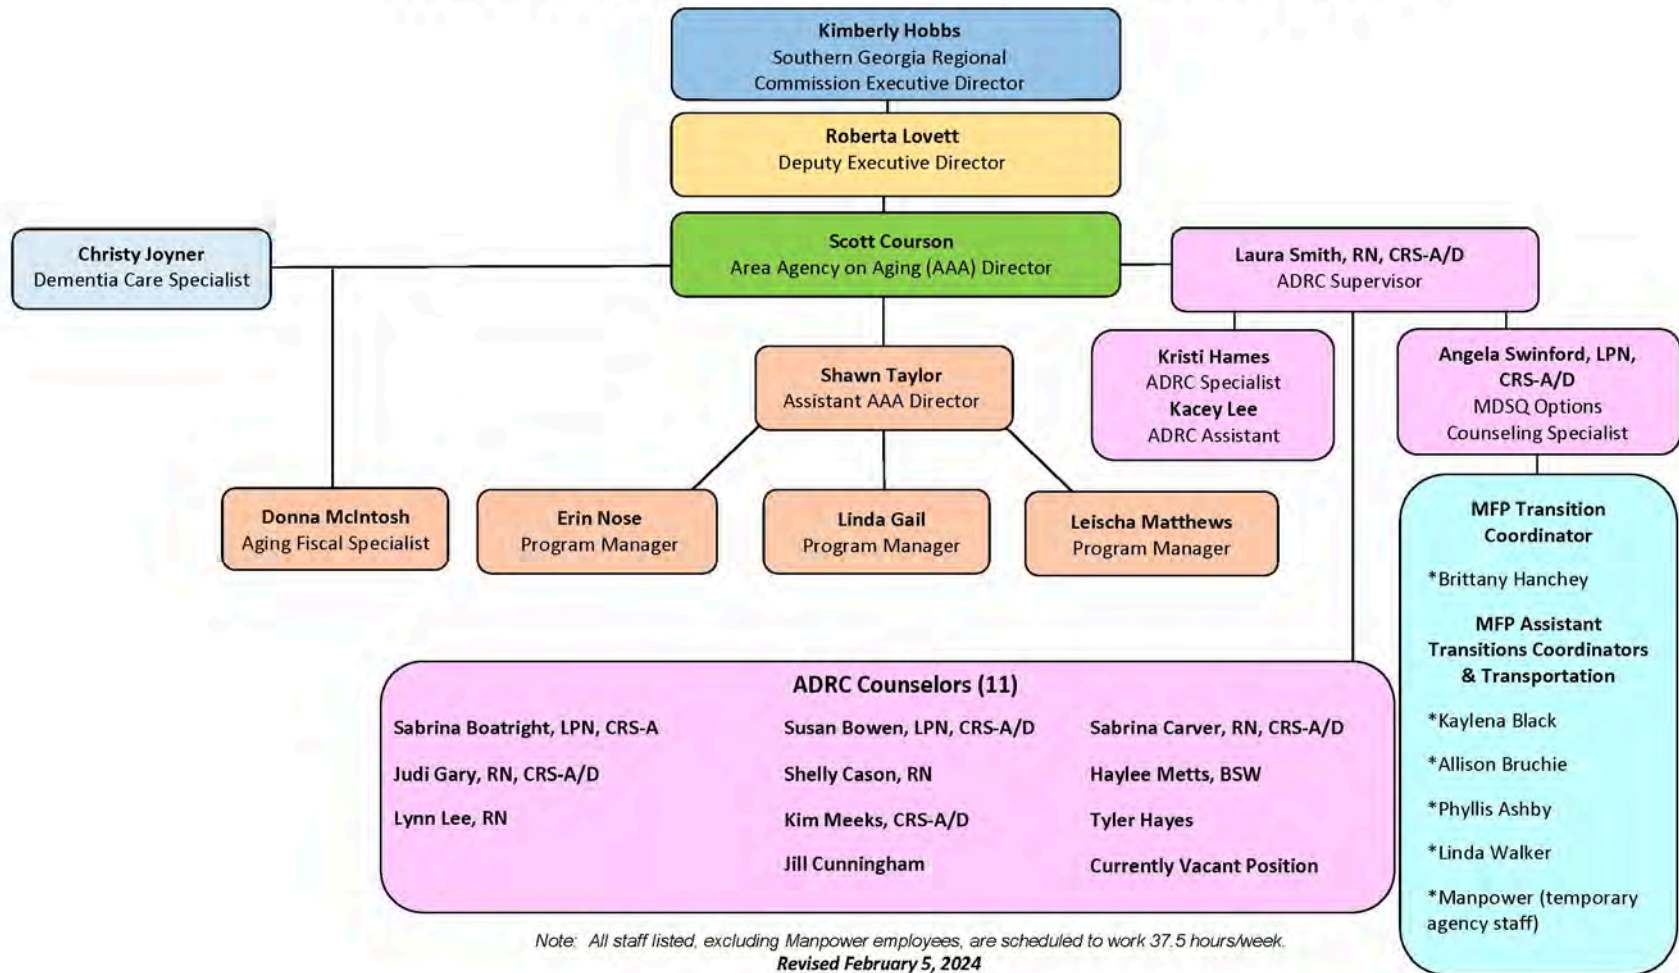 Kimberly Hobbs
Southern Georgia Regional
Commission Executive Director
Roberta Lovett
Deputy Executive Director
Scott Courson
Area Agency on Aging (AAA) Director
Christy Joyner
Dementia Care Specialist
Laura Smith, RN, CRS-A/D
ADRC Supervisor
Kristi Hames
ADRC Specialist
Kacey Lee
ADRC Assistant
Angela Swinford, LPN,
CRS-A/D
MDSQ Options
Counseling Specialist
Shawn Taylor
Assistant AAA Director
Donna McIntosh
Aging Fiscal Specialist
Erin Nose
Program Manager
Linda Gail
Program Manager
Leischa Matthews
Program Manager
MFP Transition
Coordinator
*Brittany Hanchey
MFP Assistant
Transitions Coordinators
& Transportation
*Kaylena Black
*Allison Bruchie
*Phyllis Ashby
*Linda Walker
*Manpower (temporary
agency staff)
ADRC Counselors (11)
Sabrina Boatright, LPN, CRS-A
Judi Gary, RN, CRS-A/D
Lynn Lee, RN
Susan Bowen, LPN, CRS-A/D
Shelly Cason, RN
Kim Meeks, CRS-A/D
Jill Cunningham
Sabrina Carver, RN, CRS-A/D
Haylee Metts, BSW
Tyler Hayes
Currently Vacant Position
Note: All staff listed, excluding Manpower employees, are scheduled to work 37.5 hours/week.
Revised February 5, 2024